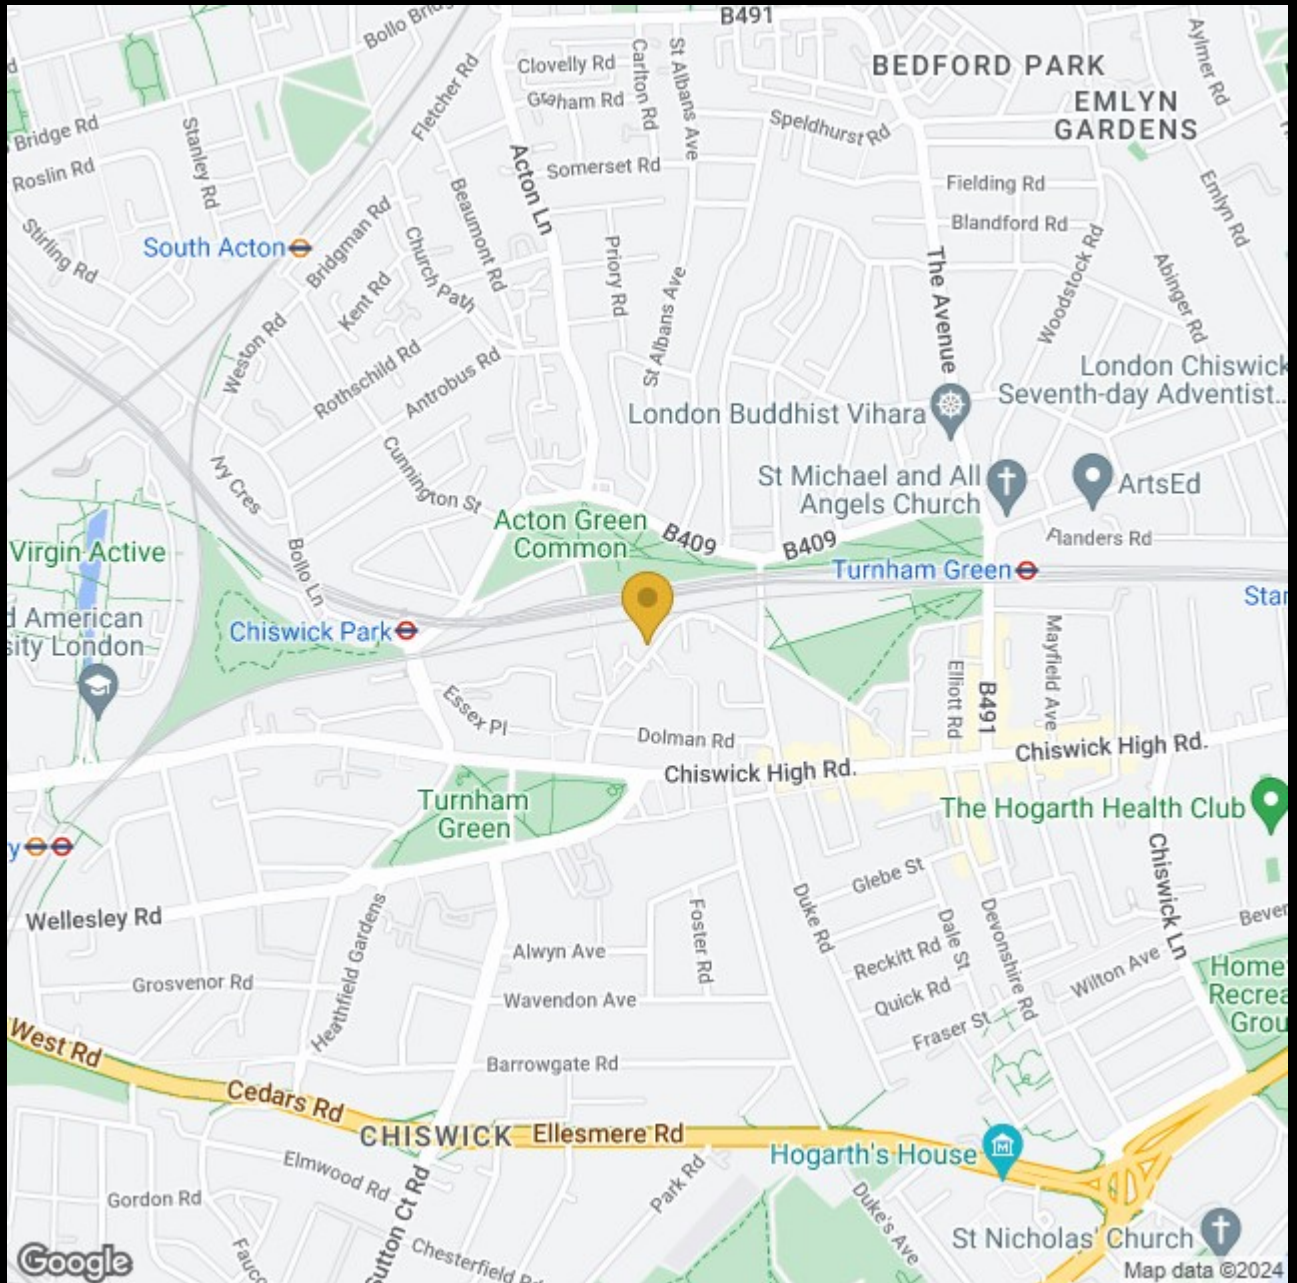 B491
Bollo Bridg
BEDFORD PARK
Aylmer Rd
Clovelly Rd
Carlton Rd
St Albans Ave
Fletcher Rd
Graham Rd
EMLYN
GARDENS
Bridge Rd
Stanley Rd
Speldhurst Rd
Roslin Rd
Acton Ln
Somerset Rd
Fielding Rd
Emlyn Rd
Beaumont Rd
Stirling Rd
South Acton
Bridgman Rd
Church Path
Blandford Rd
Priory Rd
The Avenue
Woodstock Rd
Abinger Rd
Kent Rd
St Albans Ave
Weston Rd
Rothschild Rd
Antrobus Rd
London Chiswick
Seventh-day Adventist...
London Buddhist Vihara
Cunnington St
Ivy Cres
St Michael and All
Angels Church
ArtsEd
Acton Green
Common
B409
B409
Flanders Rd
Virgin Active
Bollo Ln
Turnham Green
Star
d American
sity London
Chiswick Park
Mayfield Ave
Elliott Rd
B491
Essex Pl
Dolman Rd
Chiswick High Rd.
Chiswick High Rd.
Turnham
Green
The Hogarth Health Club
y
Chiswick Ln
Glebe St
Wellesley Rd
Heathfield Gardens
Foster Rd
Duke Rd
Dale St
Devonshire Rd
Bever
Alwyn Ave
Reckitt Rd
Wilton Ave
Home
Recrea
Grou
Grosvenor Rd
Wavendon Ave
Quick Rd
Fraser St
West Rd
Barrowgate Rd
Cedars Rd
CHISWICK
Ellesmere Rd
Hogarth's House
Elmwood Rd
Park Rd
Gordon Rd
Sutton Ct Rd
Duke's Ave
St Nicholas' Church
Fauco
Chesterfield Rd
Google
Map data ©2024